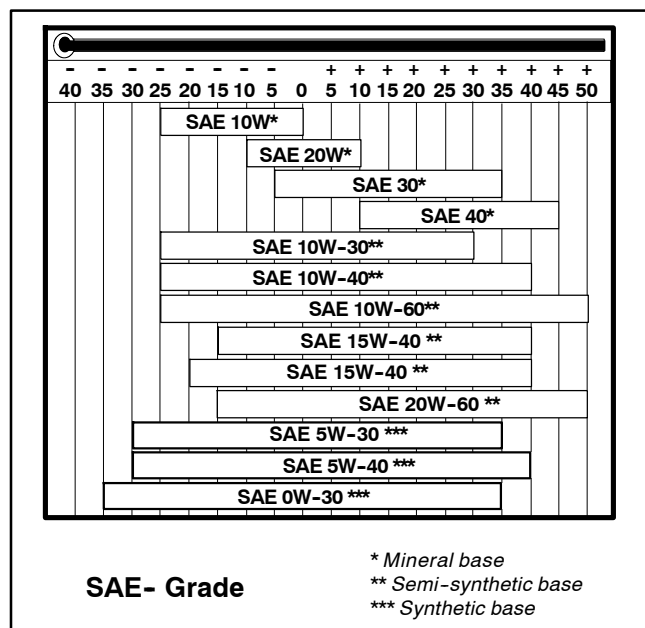 − − − − − − − − + + + + + + + + + +
40 35 30 25 20 15 10 5 0 5 10 15 20 25 30 35 40 45 50
SAE 10W*
SAE 20W*
SAE 30*
SAE 40*
SAE 10W-30**
SAE 10W-40**
SAE 10W-60**
SAE 15W-40 **
SAE 15W-40 **
SAE 20W-60 **
SAE 5W-30 ***
SAE 5W-40 ***
SAE 0W-30 ***
SAE- Grade
* Mineral base
** Semi-synthetic base
*** Synthetic base